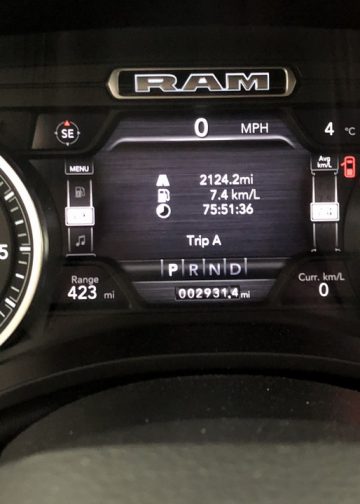 RAM
SE
0 MPH
4 °C
MENU
Avg
km/L
2124.2mi
7.4 km/L
75:51:36
Trip A
P R N D
Range
423 mi
002931.4 mi
Curr. km/L
0
5